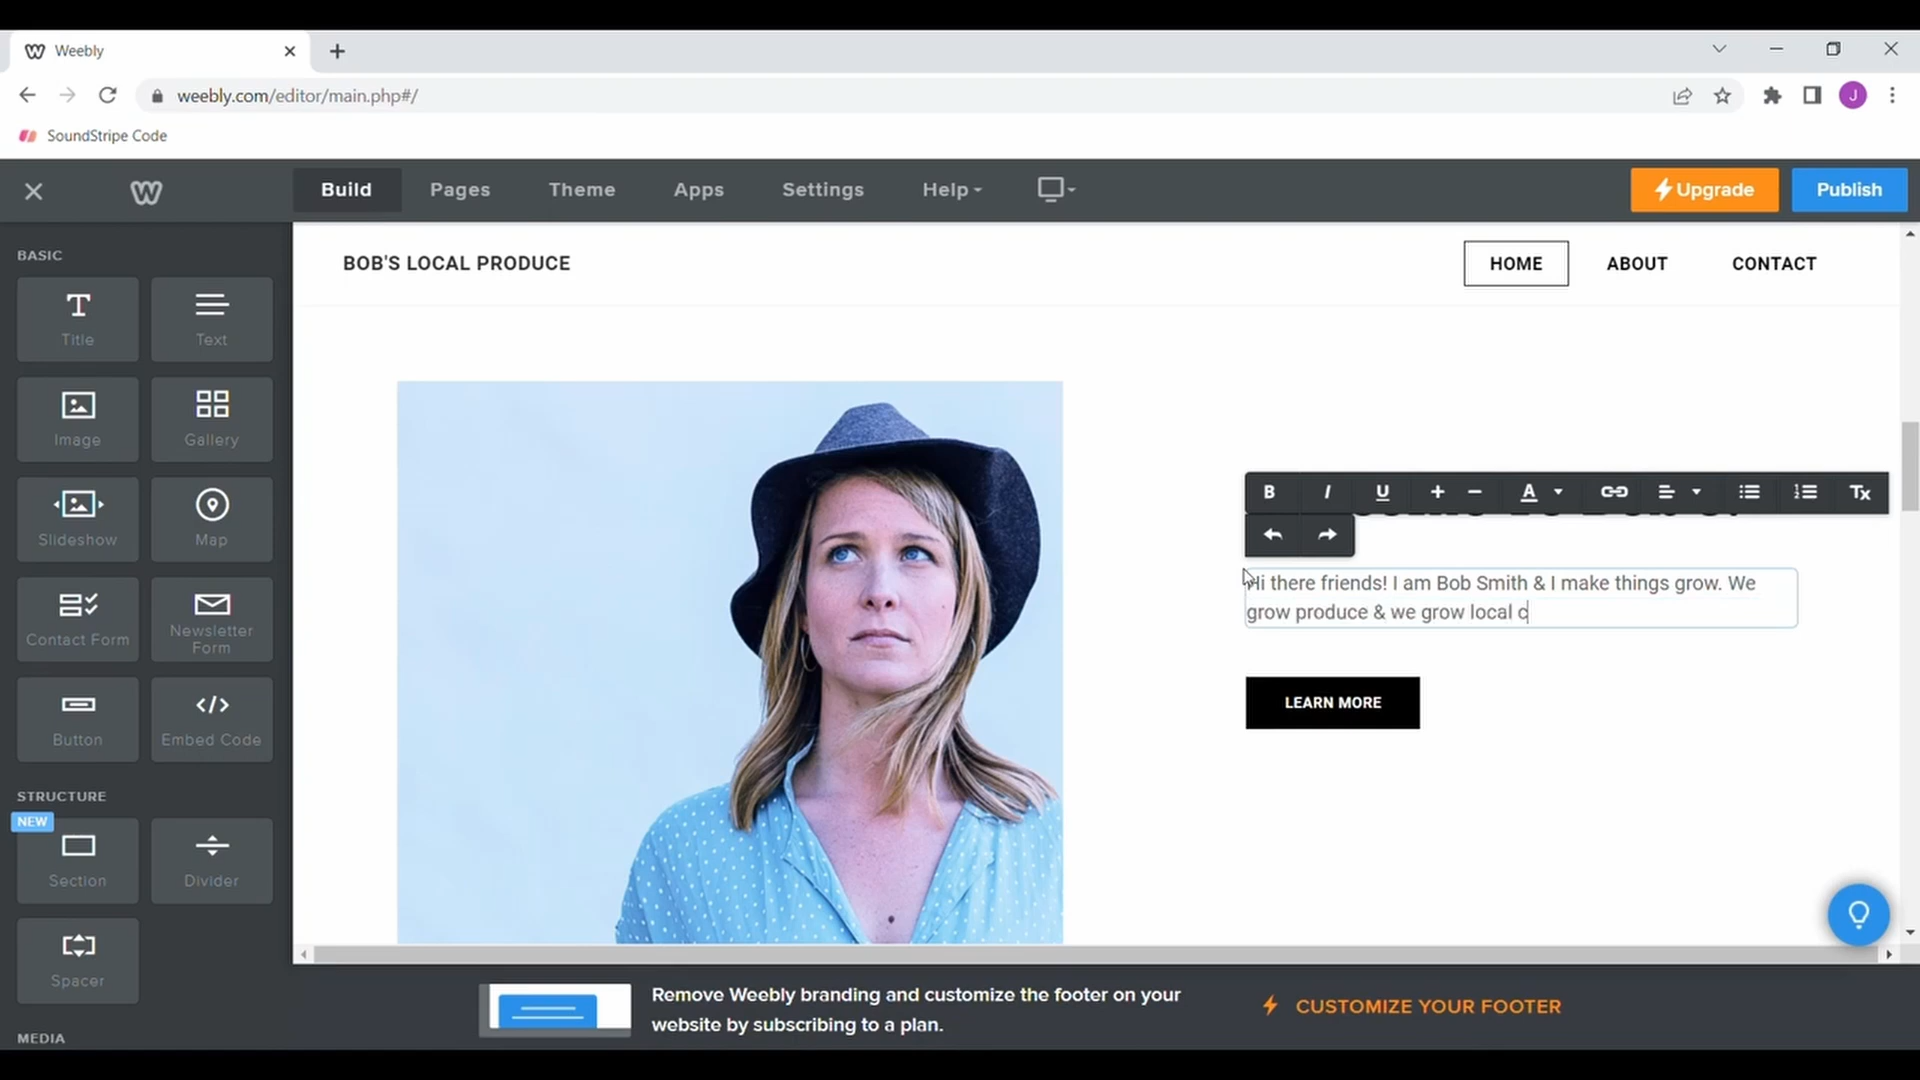 Weebly
weebly.com/editor/main.php#/
J
SoundStripe Code
Build
Pages
Theme
Apps
Settings
Help
Upgrade
Publish
BASIC
Title
Text
Image
Gallery
Slideshow
Map
Contact Form
Newsletter
Form
Button
Embed Code
STRUCTURE
NEW
Section
Divider
Spacer
MEDIA
BOB'S LOCAL PRODUCE
HOME
ABOUT
CONTACT
B I U + − A Tx
Hi there friends! I am Bob Smith & I make things grow. We
grow produce & we grow local c
LEARN MORE
Remove Weebly branding and customize the footer on your
website by subscribing to a plan.
CUSTOMIZE YOUR FOOTER